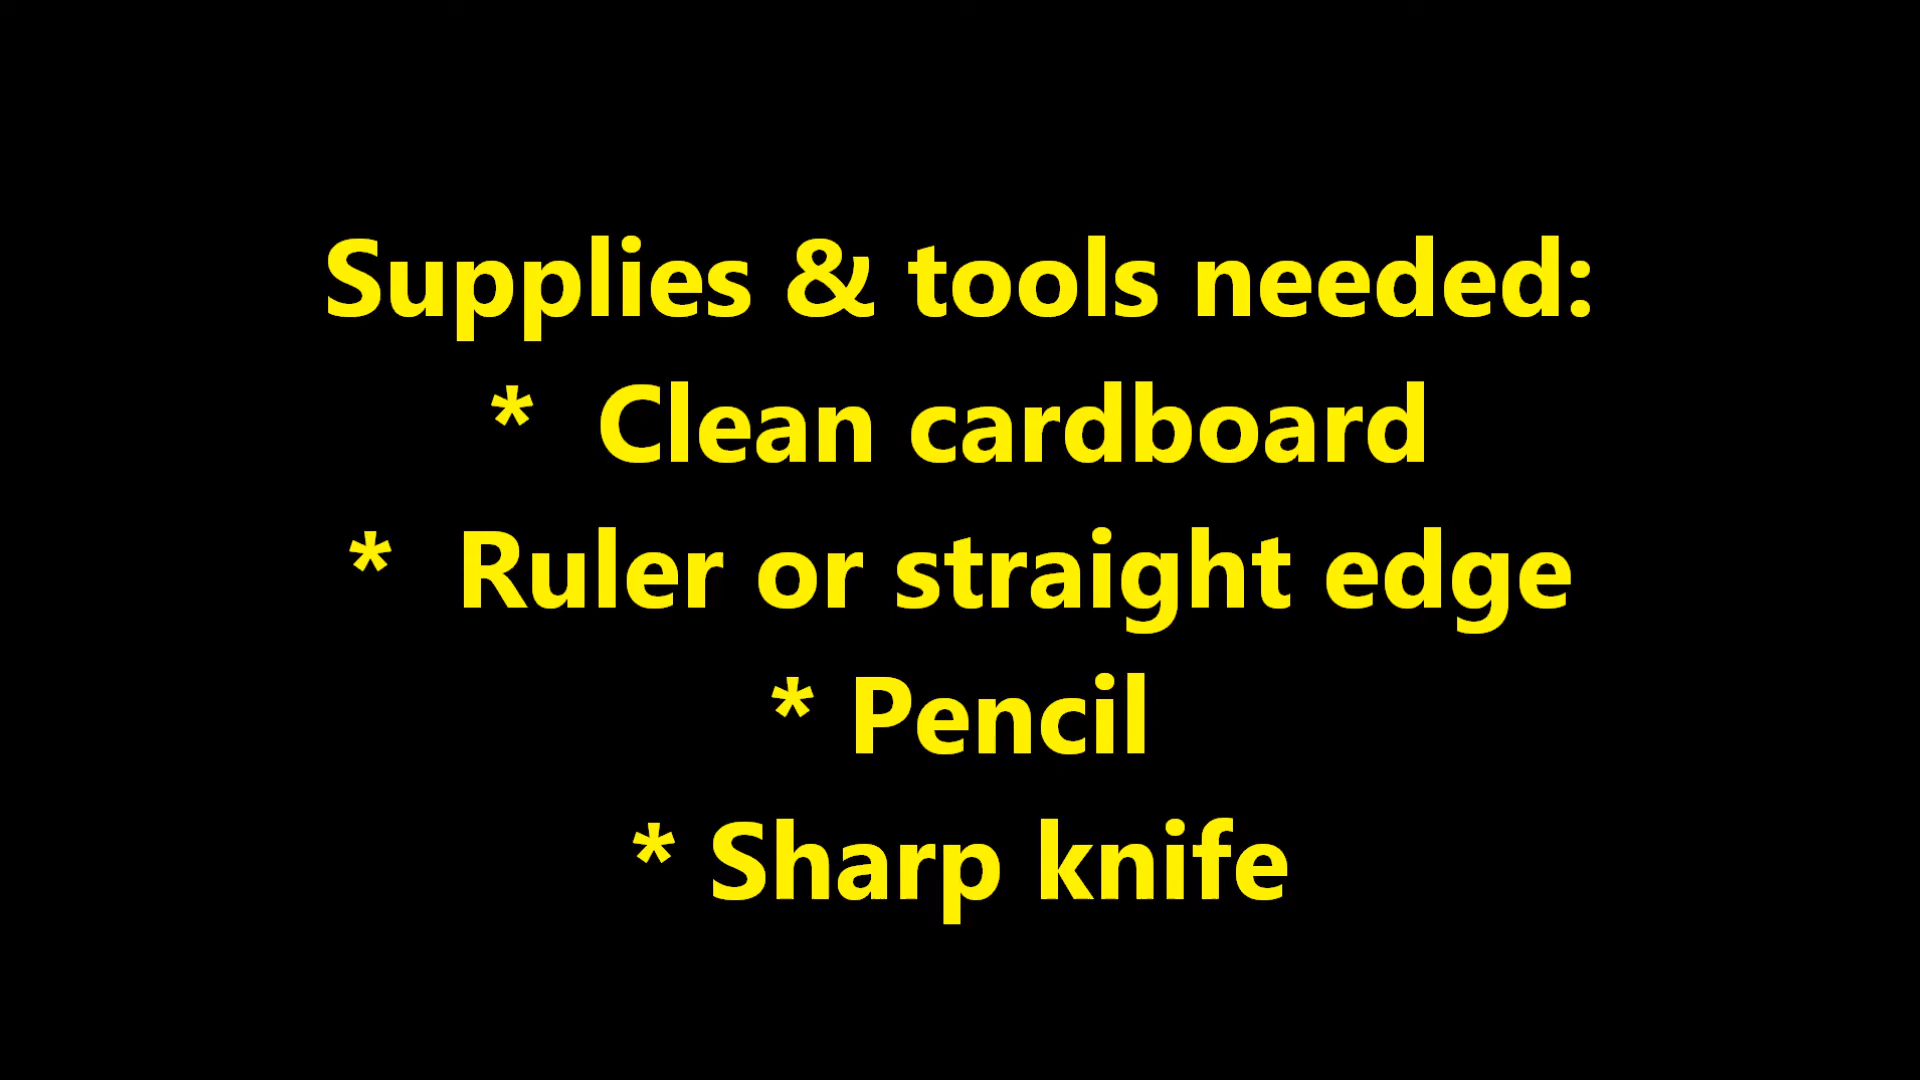 Supplies & tools needed:
* Clean cardboard
* Ruler or straight edge
* Pencil
* Sharp knife